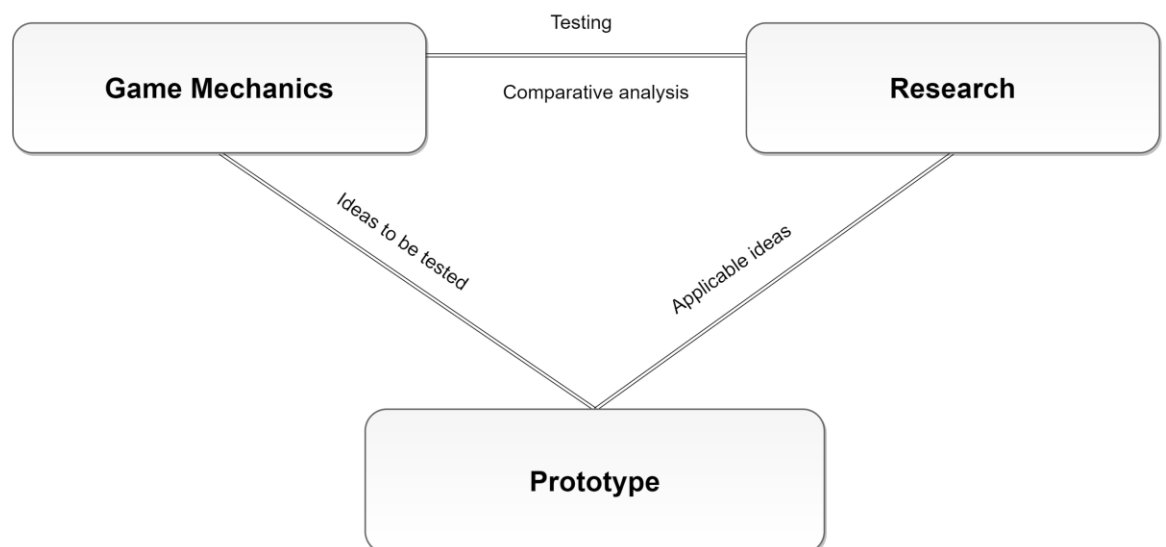 Testing
Game Mechanics
Research
Comparative analysis
Ideas to be tested
Applicable ideas
Prototype